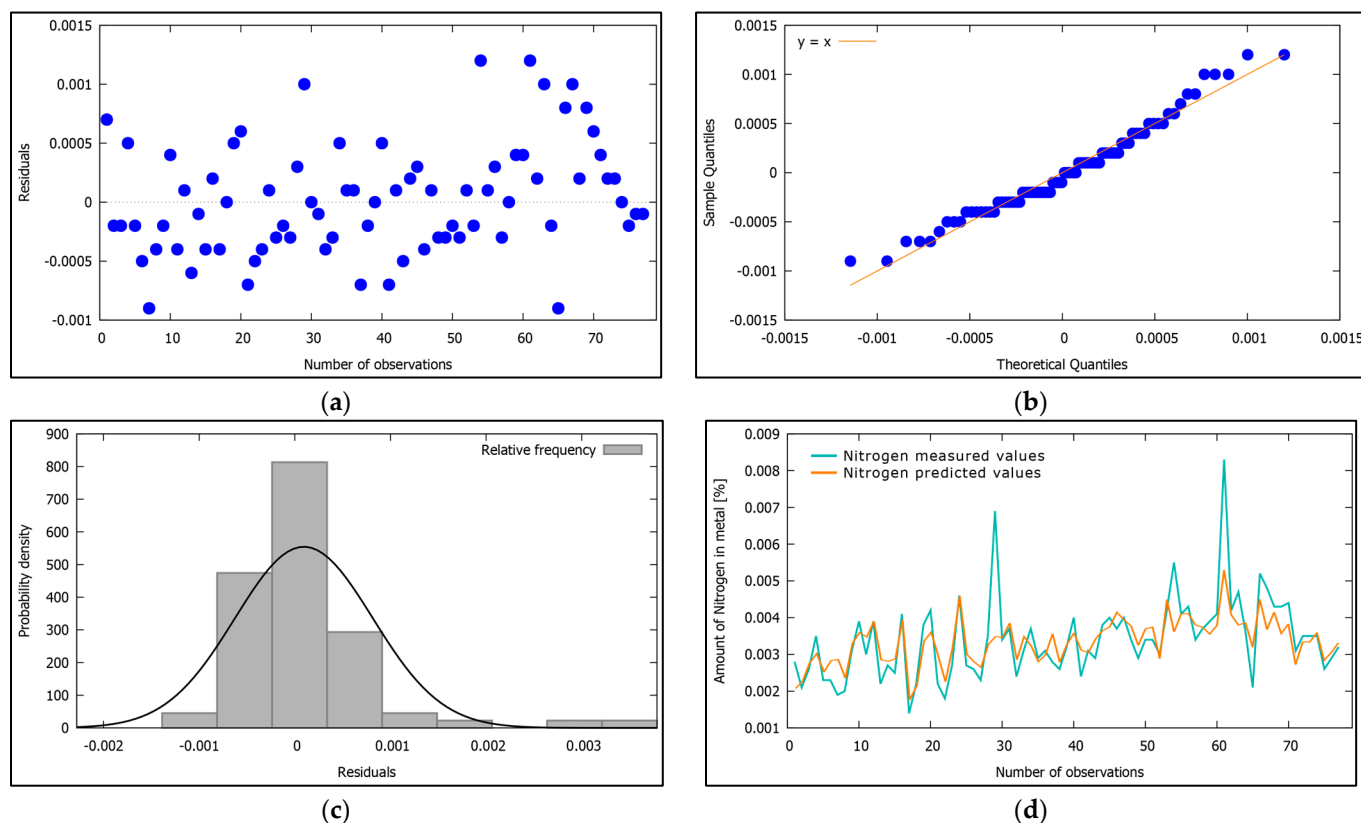 0.0015
0.001
0.0005
0
-0.0005
-0.001
0 10 20 30 40 50 60 70
Residuals
Number of observations
(a)
y = x
0.0015
0.001
0.0005
0
-0.0005
-0.001
-0.0015
-0.0015 -0.001 -0.0005 0 0.0005 0.001 0.0015
Sample Quantiles
Theoretical Quantiles
(b)
Relative frequency
900
800
700
600
500
400
300
200
100
0
-0.002 -0.001 0 0.001 0.002 0.003
Probability density
Residuals
(c)
Nitrogen measured values
Nitrogen predicted values
0.009
0.008
0.007
0.006
0.005
0.004
0.003
0.002
0.001
0 10 20 30 40 50 60 70
Amount of Nitrogen in metal [%]
Number of observations
(d)